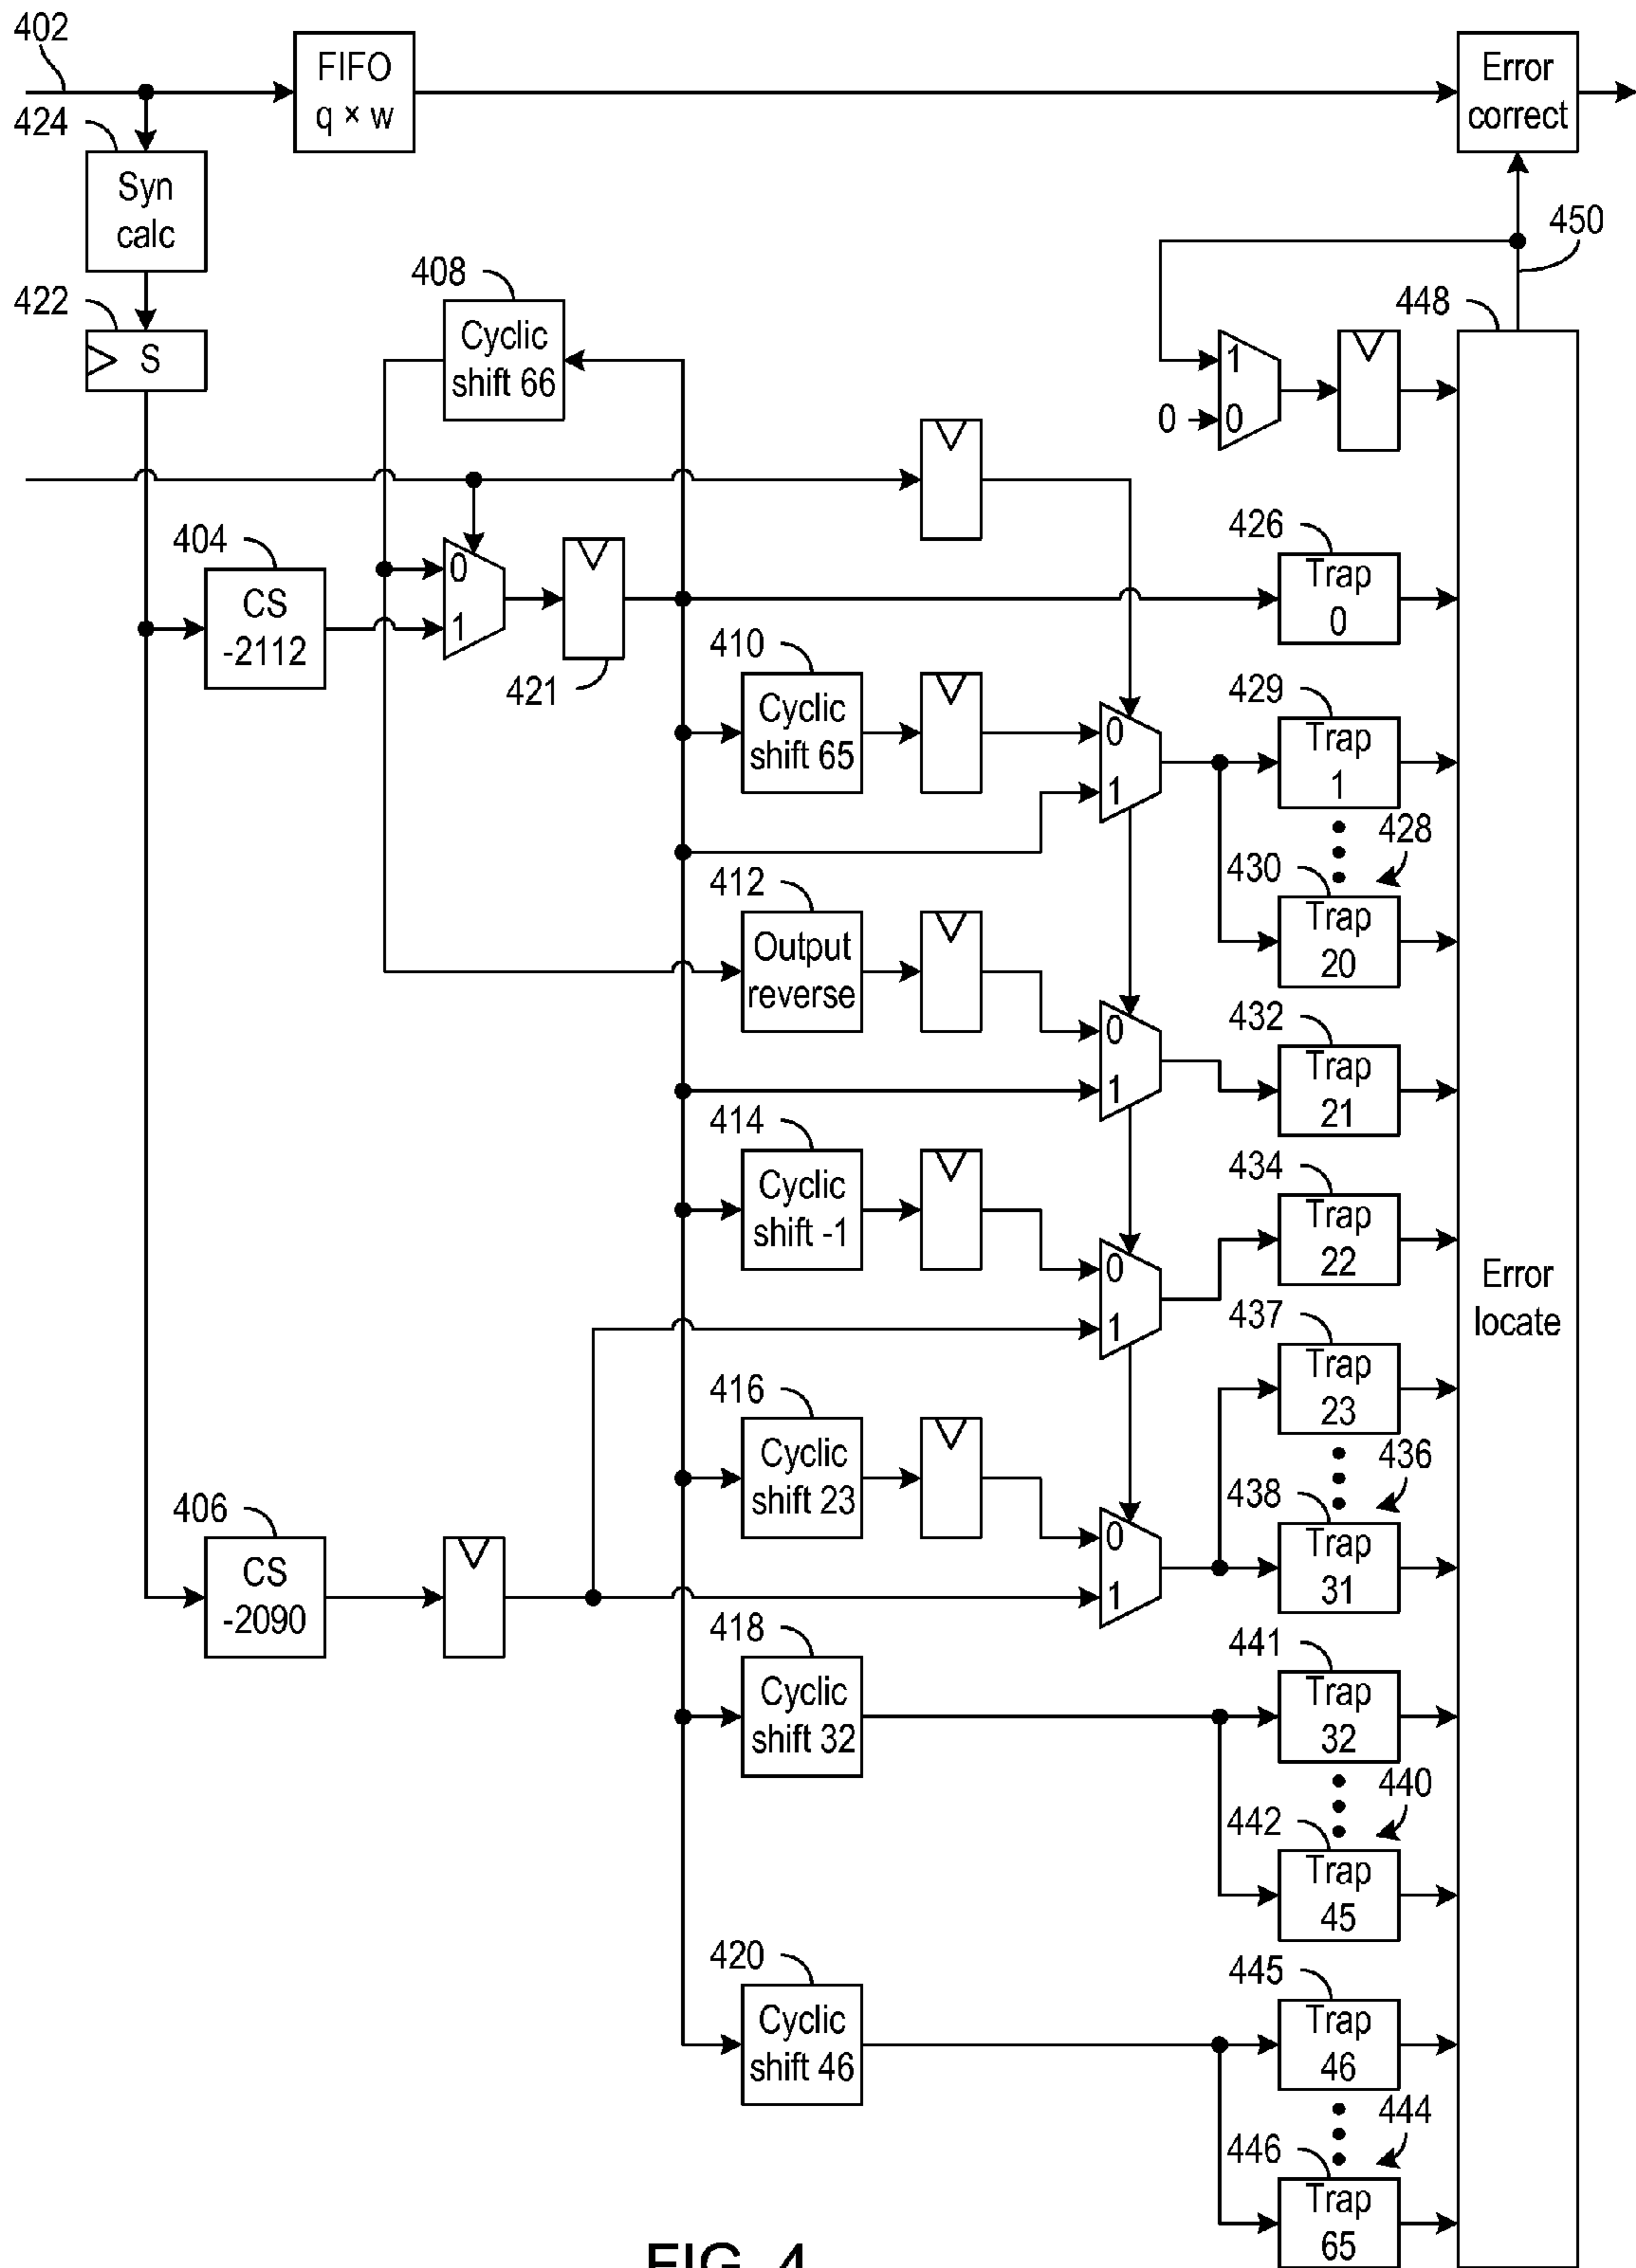 402
FIFO
q × w
Error
correct
424
Syn
calc
450
422
S
408
Cyclic
shift 66
448
1
0
0
404
CS
-2112
0
1
421
426
Trap
0
410
Cyclic
shift 65
0
1
429
Trap
1
428
430
Trap
20
412
Output
reverse
0
1
432
Trap
21
414
Cyclic
shift -1
0
1
434
Trap
22
Error
locate
437
Trap
23
416
Cyclic
shift 23
0
1
436
438
Trap
31
406
CS
-2090
418
Cyclic
shift 32
441
Trap
32
440
442
Trap
45
420
Cyclic
shift 46
445
Trap
46
444
446
Trap
65
FIG. 4